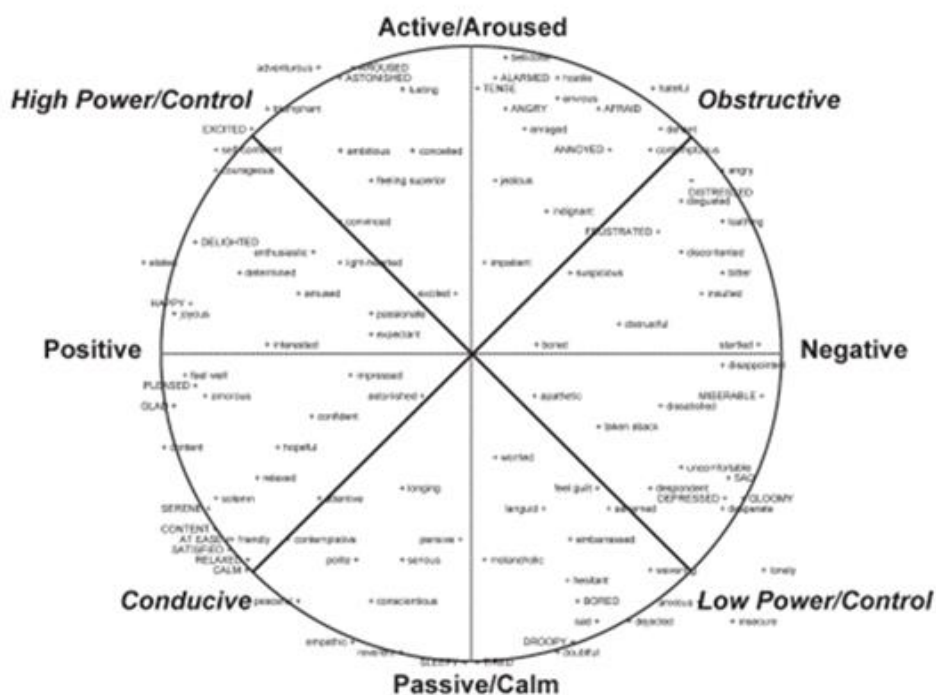 Active/Aroused
bellicose
adventurous
AROUSED
ASTONISHED
ALARMED
hostile
lusting
TENSE
hateful
envious
High Power/Control
Obstructive
triumphant
ANGRY
AFRAID
EXCITED
enraged
defiant
self-confident
ambitious
conceited
ANNOYED
contemptuous
courageous
feeling superior
jealous
angry
DISTRESSED
disgusted
indignant
convinced
loathing
FRUSTRATED
DELIGHTED
enthusiastic
discontented
elated
light-hearted
impatient
determined
suspicious
bitter
amused
excited
insulted
HAPPY
joyous
passionate
distrustful
expectant
interested
bored
startled
Positive
Negative
disappointed
feel well
impressed
PLEASED
amorous
astonished
apathetic
MISERABLE
GLAD
dissatisfied
confident
taken aback
content
hopeful
worried
uncomfortable
relaxed
SAD
longing
feel guilt
despondent
solemn
attentive
DEPRESSED
GLOOMY
SERENE
languid
ashamed
desperate
CONTENT
AT EASE
friendly
contemplative
pensive
embarrassed
SATISFIED
RELAXED
polite
serious
melancholic
CALM
wavering
lonely
hesitant
Conducive
peaceful
conscientious
BORED
anxious
Low Power/Control
sad
dejected
insecure
empathic
DROOPY
reverent
doubtful
SLEEPY
TIRED
Passive/Calm